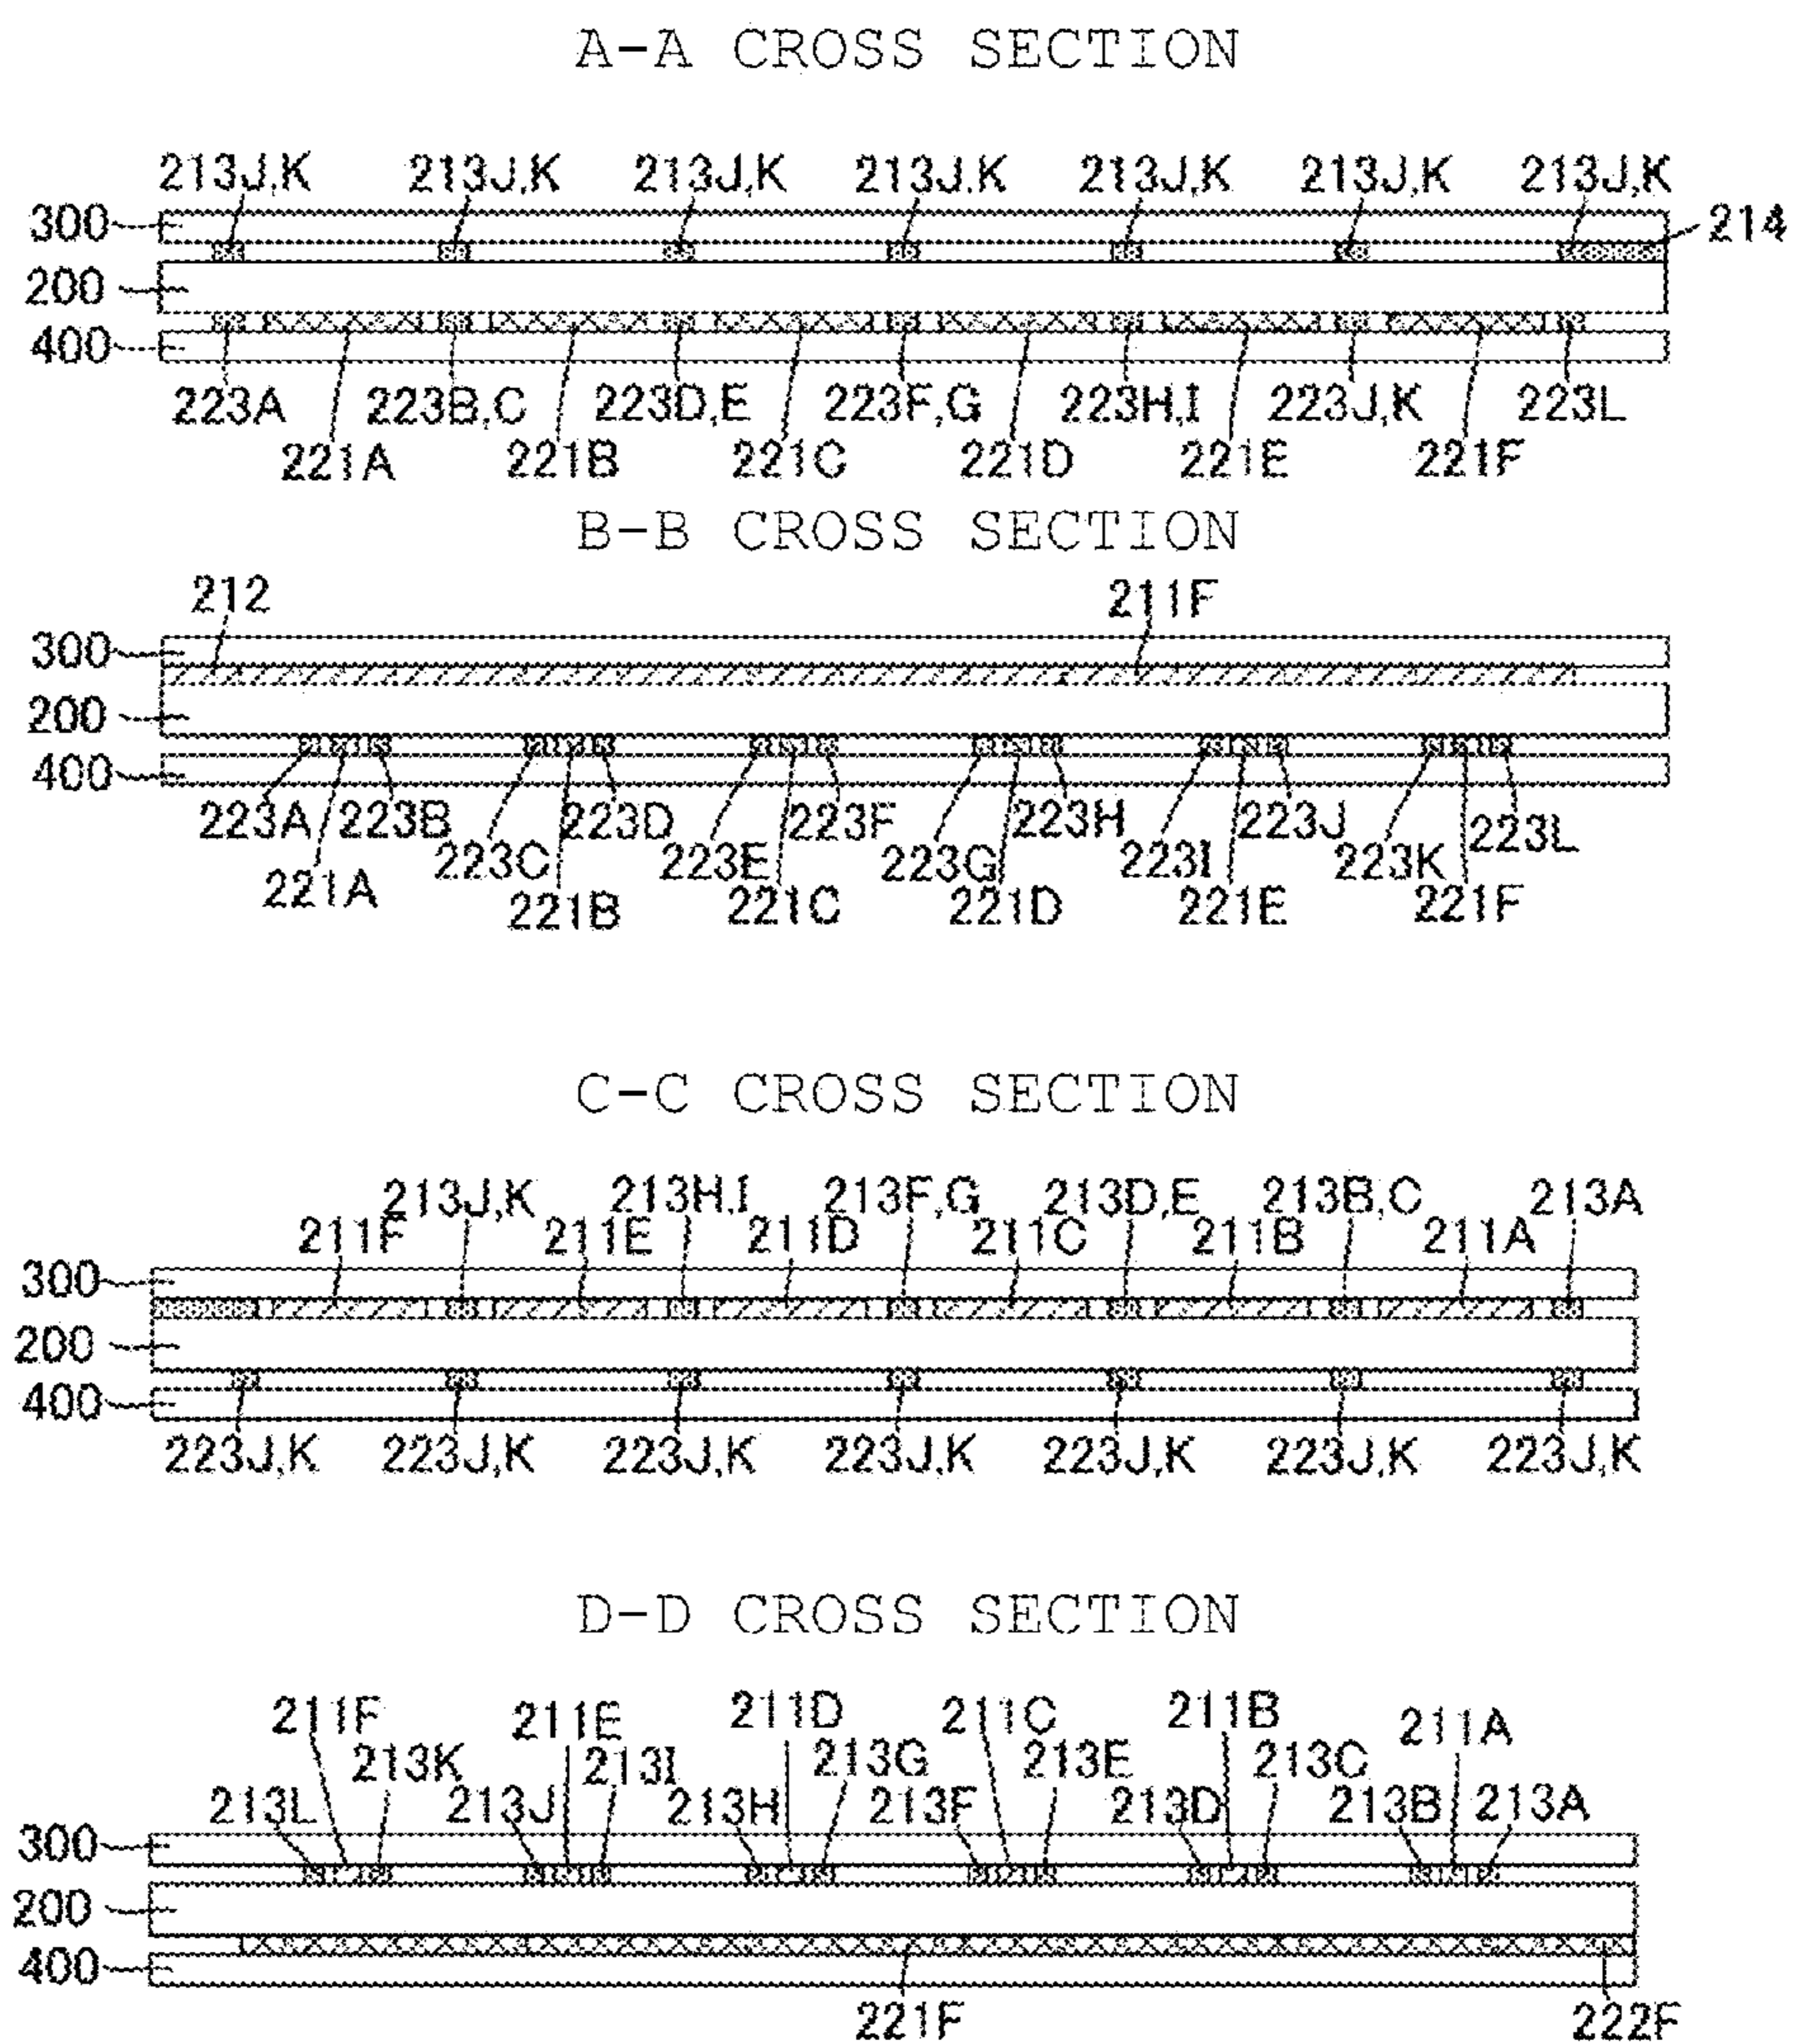 A-A CROSS SECTION
213J,K 213J,K 213J,K 213J,K 213J,K 213J,K 213J,K
300 214
200
400
223A 223B,C 223D,E 223F,G 223H,I 223J,K 223L
221A 221B 221C 221D 221E 221F
B-B CROSS SECTION
212 211F
300
200
400
223A 223B 223D 223F 223H 223J 223L
223C 223E 223G 223I 223K
221A 221B 221C 221D 221E 221F
C-C CROSS SECTION
213J,K 213H,I 213F,G 213D,E 213B,C 213A
211F 211E 211D 211C 211B 211A
300
200
400
223J,K 223J,K 223J,K 223J,K 223J,K 223J,K 223J,K
D-D CROSS SECTION
211F 211E 211D 211C 211B 211A
213K 213I 213G 213E 213C
213L 213J 213H 213F 213D 213B 213A
300
200
400
221F 222F